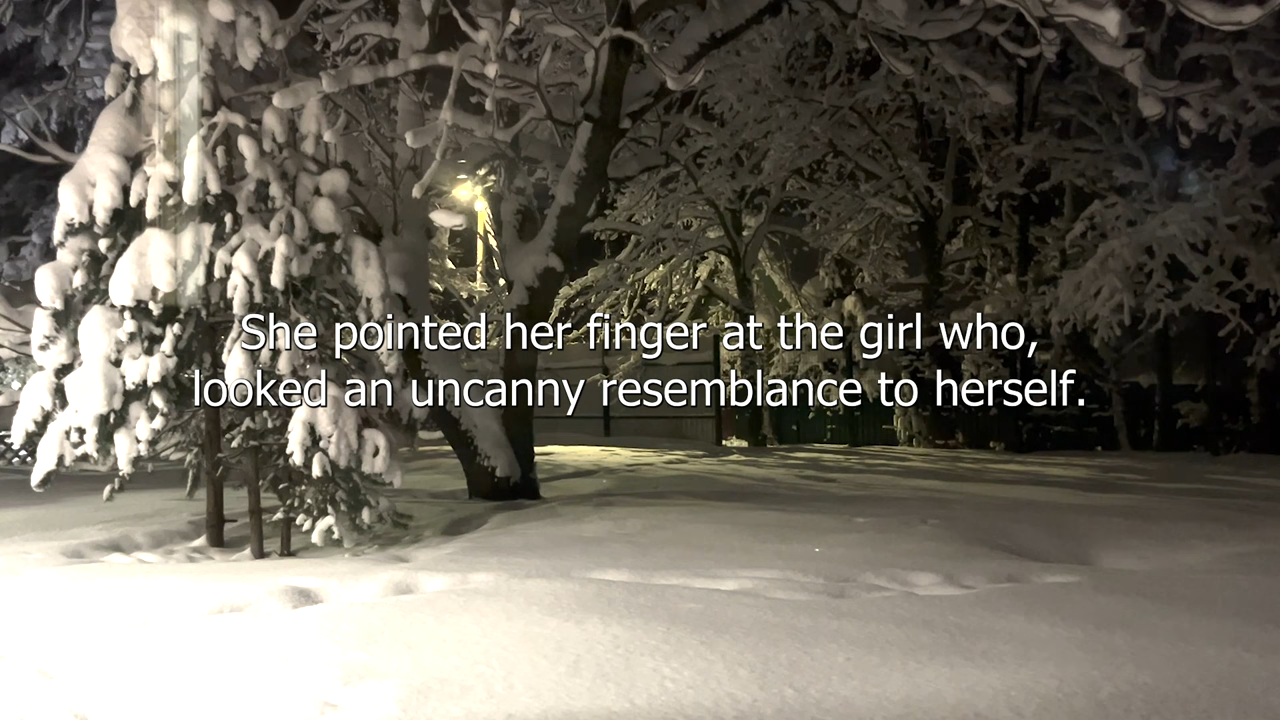 She pointed her finger at the girl who,
looked an uncanny resemblance to herself.